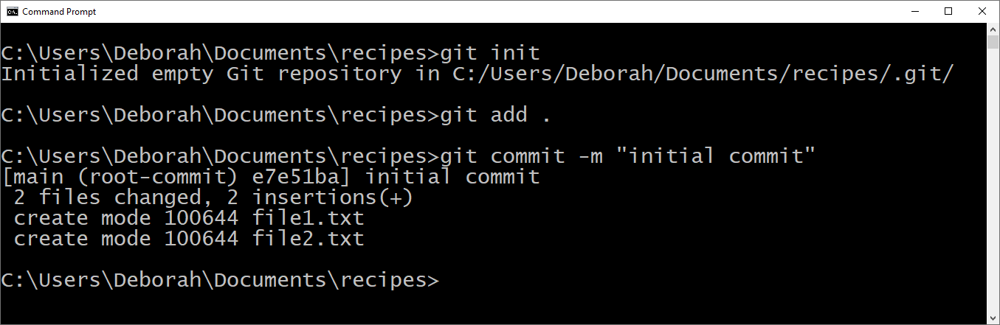 Command Prompt
C:\Users\Deborah\Documents\recipes>git init
Initialized empty Git repository in C:/Users/Deborah/Documents/recipes/.git/
C:\Users\Deborah\Documents\recipes>git add .
C:\Users\Deborah\Documents\recipes>git commit -m "initial commit"
[main (root-commit) e7e51ba] initial commit
 2 files changed, 2 insertions(+)
 create mode 100644 file1.txt
 create mode 100644 file2.txt
C:\Users\Deborah\Documents\recipes>